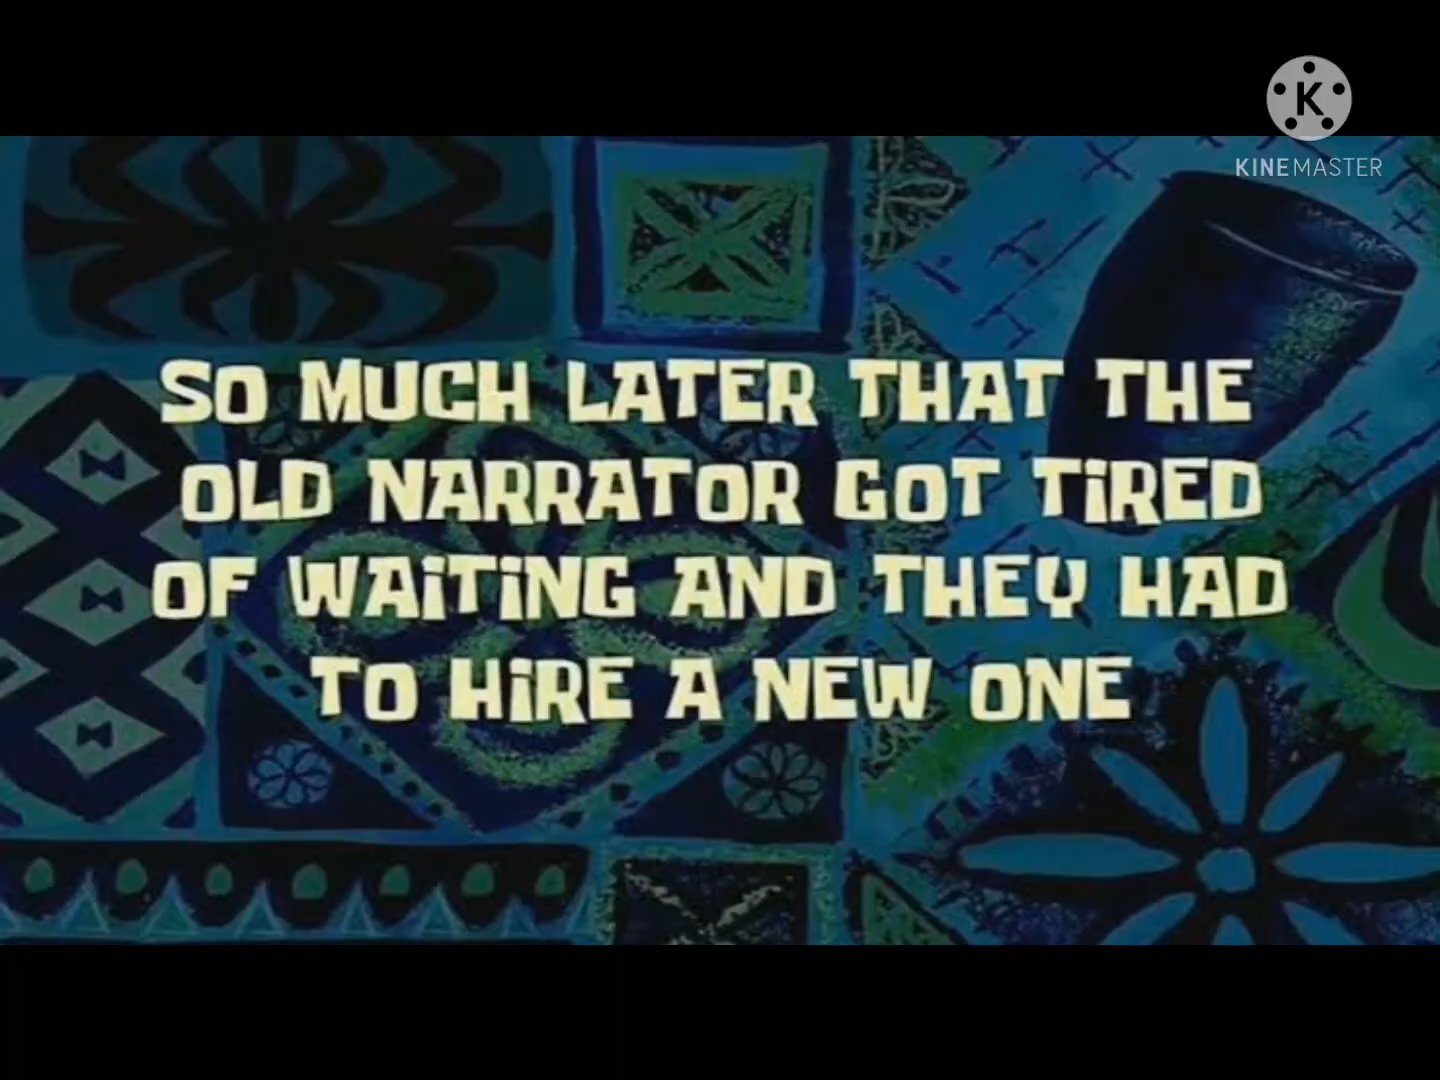 K
KINEMASTER
SO MUCH LATER THAT THE
OLD NARRATOR GOT TiRED
OF WAiTiNG AND THEY HAD
TO HiRE A NEW ONE